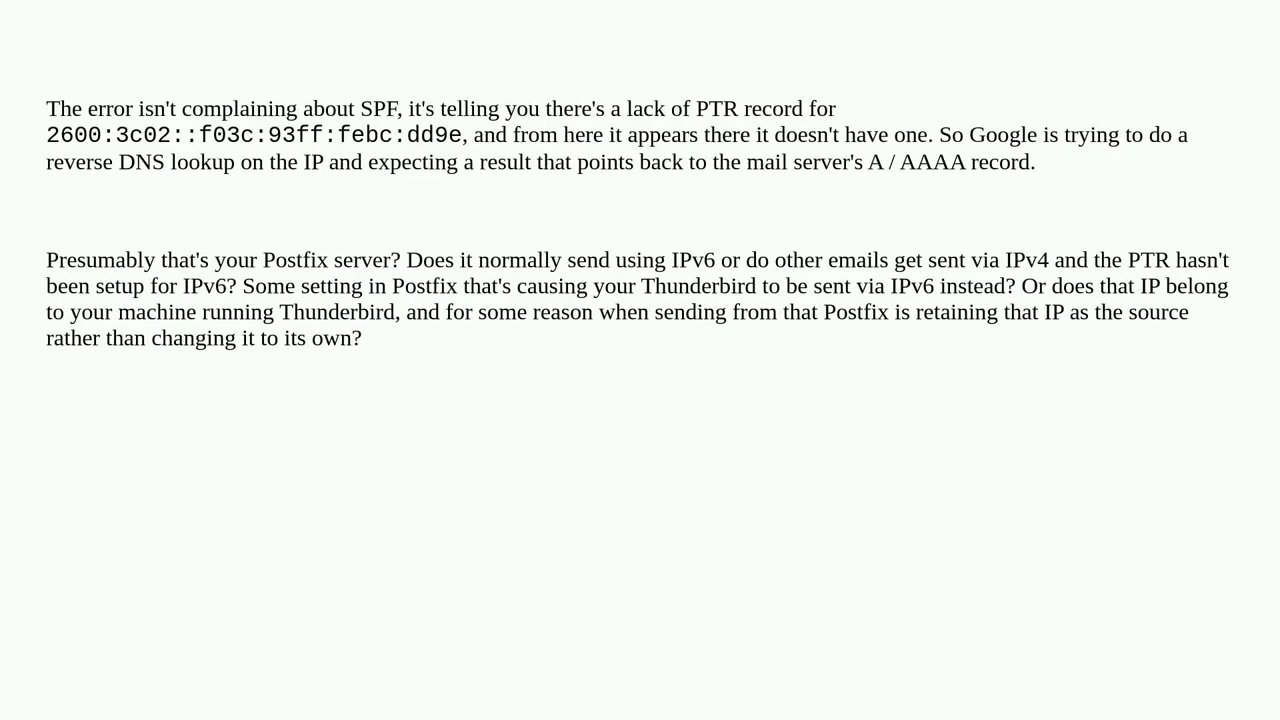 The error isn't complaining about SPF, it's telling you there's a lack of PTR record for
2600:3c02::f03c:93ff:febc:dd9e, and from here it appears there it doesn't have one. So Google is trying to do a
reverse DNS lookup on the IP and expecting a result that points back to the mail server's A / AAAA record.
Presumably that's your Postfix server? Does it normally send using IPv6 or do other emails get sent via IPv4 and the PTR hasn't
been setup for IPv6? Some setting in Postfix that's causing your Thunderbird to be sent via IPv6 instead? Or does that IP belong
to your machine running Thunderbird, and for some reason when sending from that Postfix is retaining that IP as the source
rather than changing it to its own?